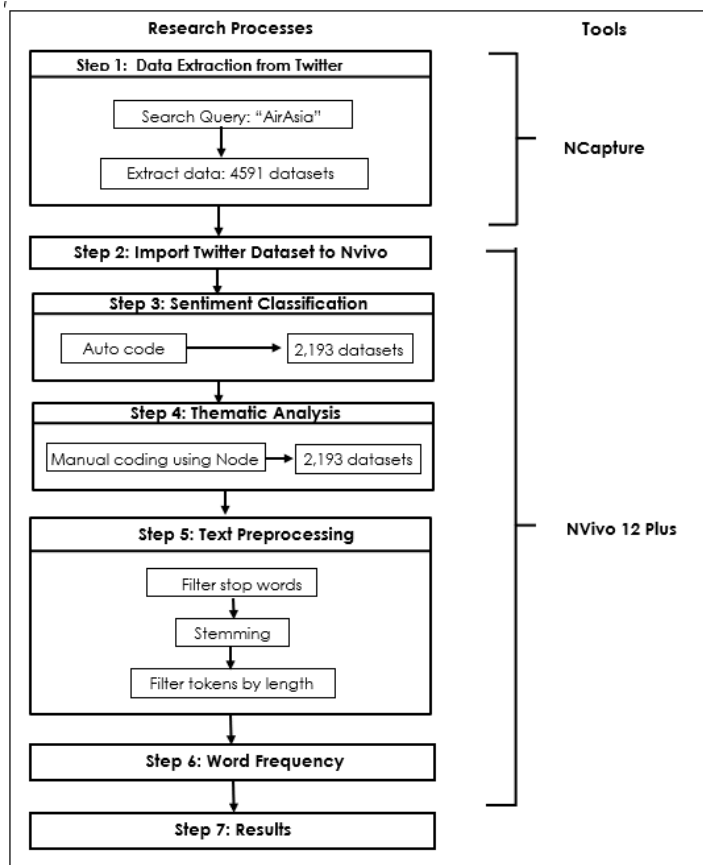 Research Processes
Tools
Step 1: Data Extraction from Twitter
Search Query: “AirAsia”
Extract data: 4591 datasets
NCapture
Step 2: Import Twitter Dataset to Nvivo
Step 3: Sentiment Classification
Auto code
2,193 datasets
Step 4: Thematic Analysis
Manual coding using Node
2,193 datasets
Step 5: Text Preprocessing
Filter stop words
Stemming
Filter tokens by length
NVivo 12 Plus
Step 6: Word Frequency
Step 7: Results